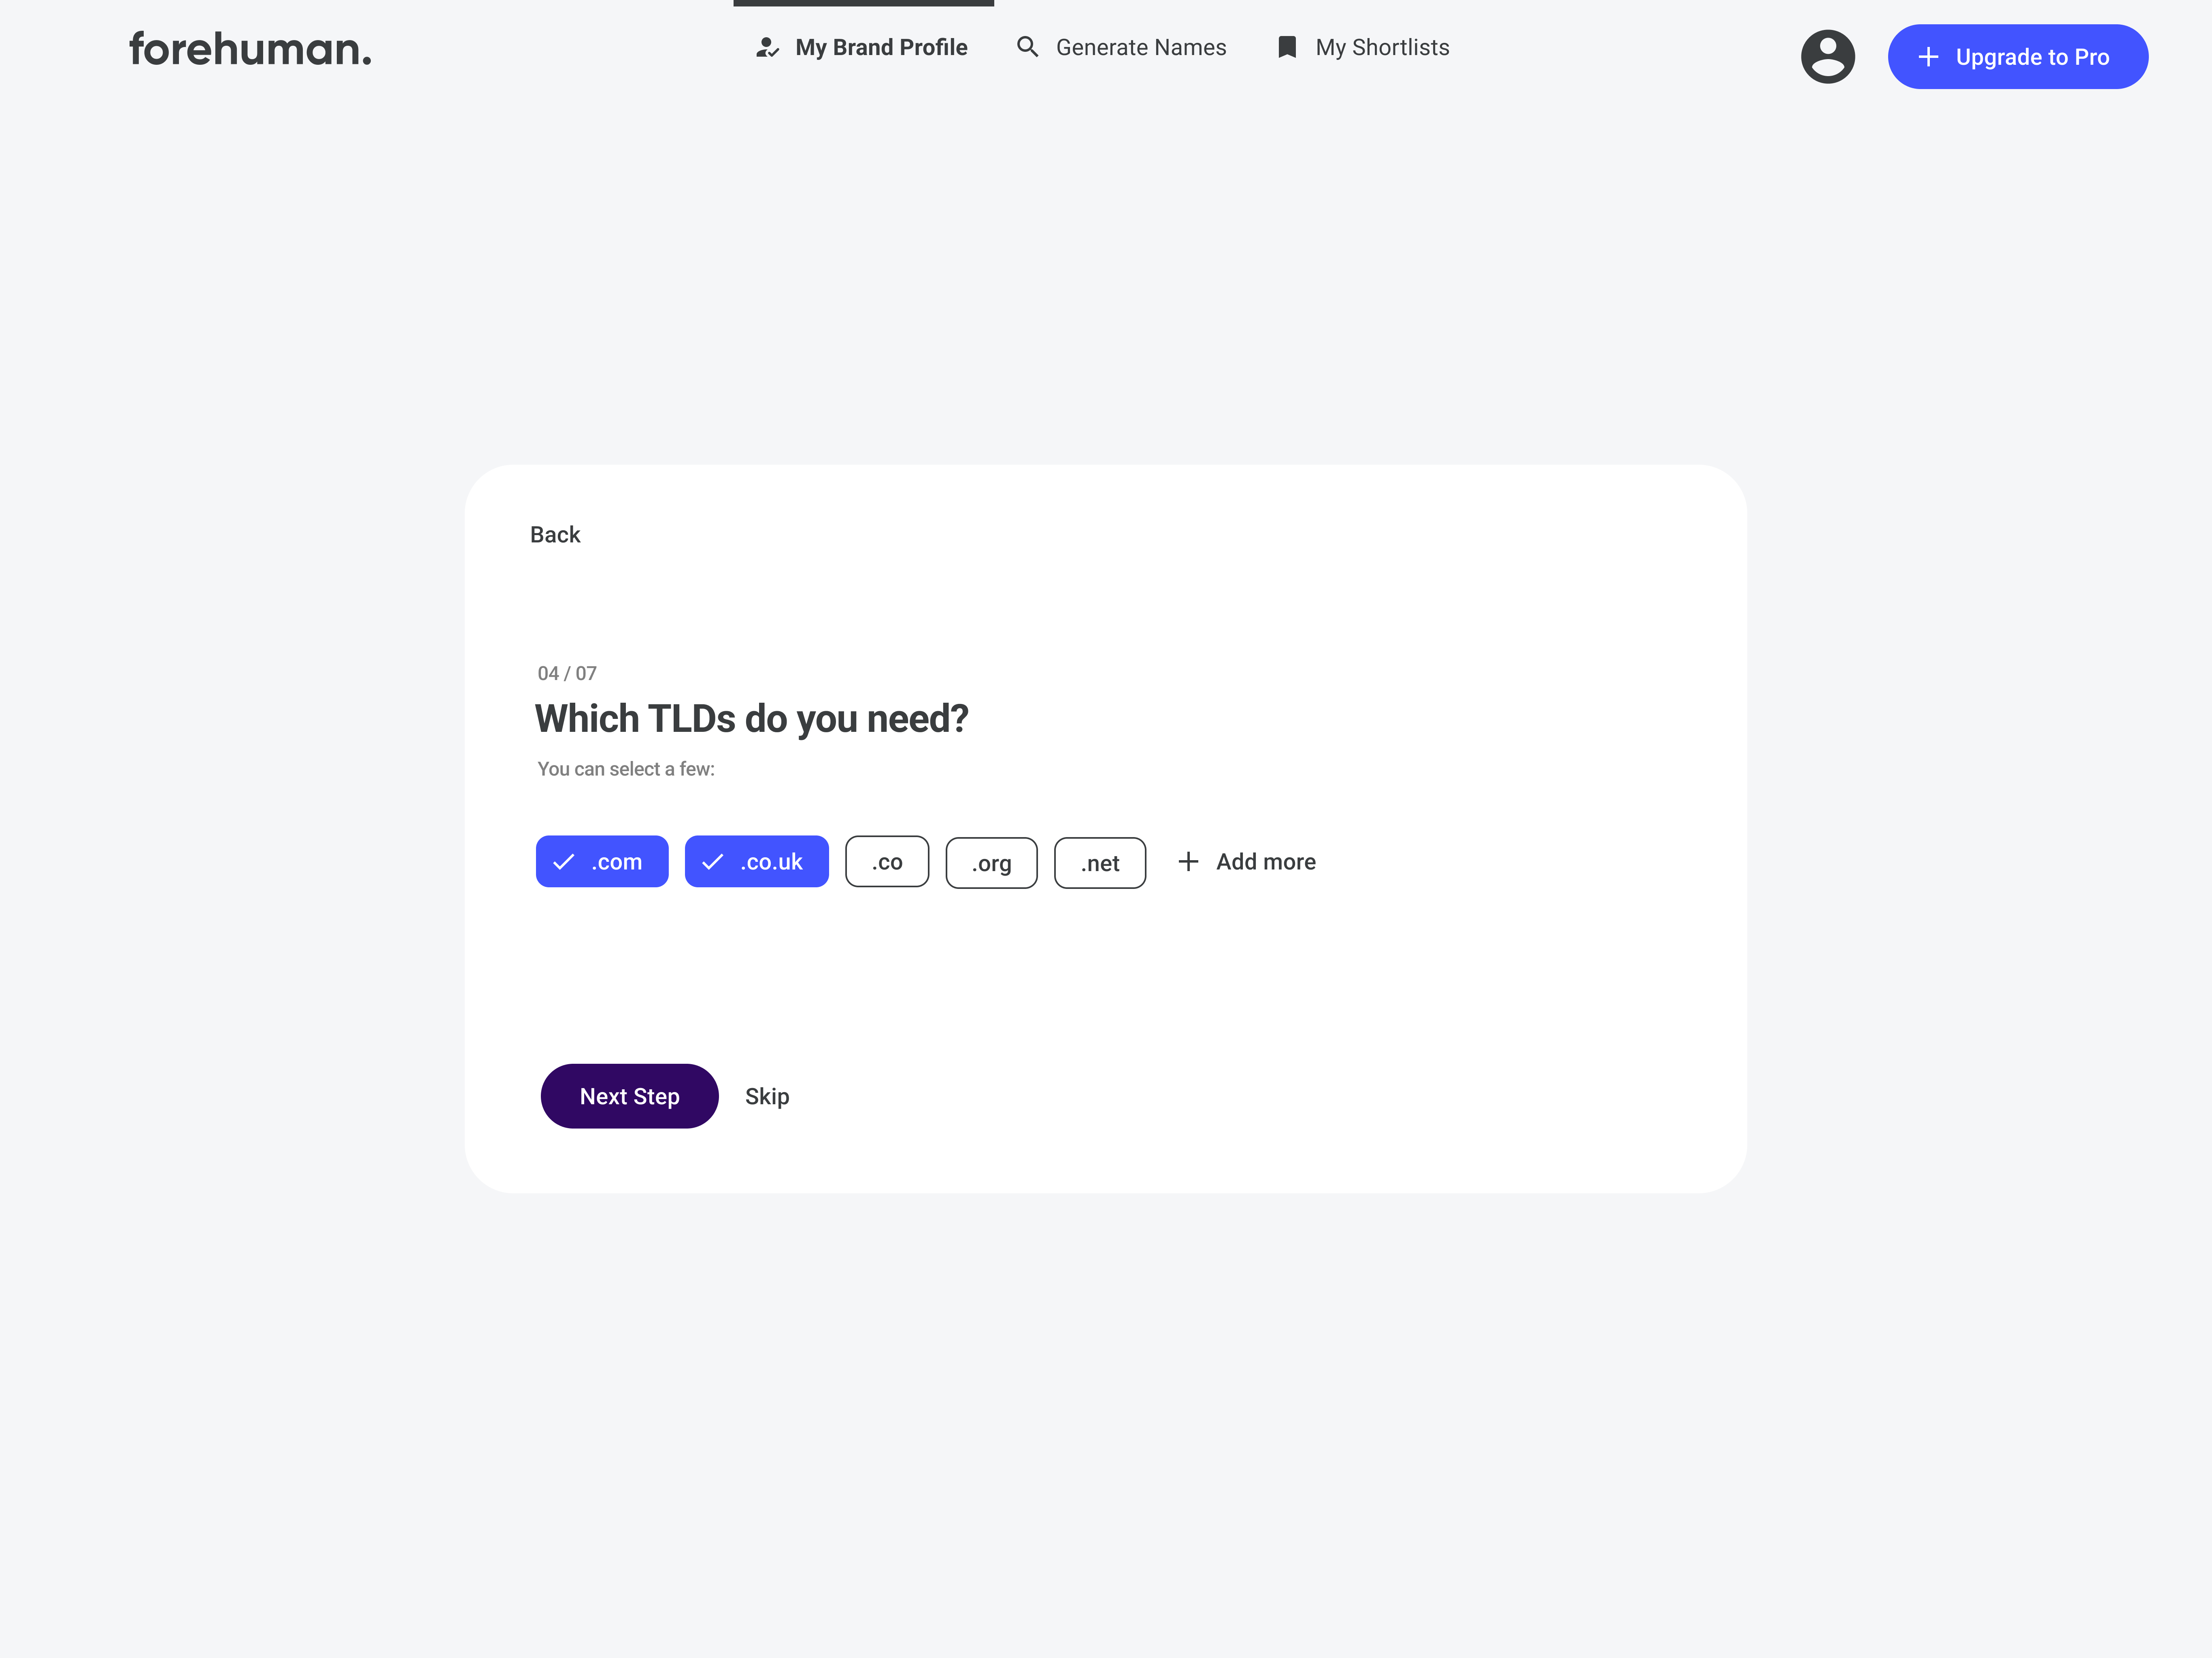 forehuman.
My Brand Profile
Generate Names
My Shortlists
Upgrade to Pro
Back
04 / 07
Which TLDs do you need?
You can select a few:
.com
.co.uk
.co
.org
.net
Add more
Next Step
Skip